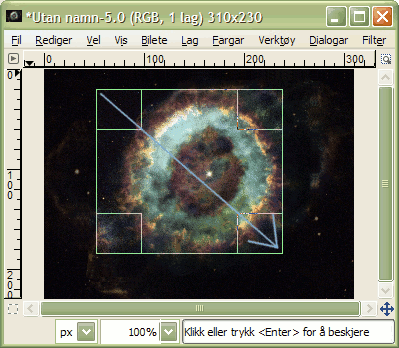 *Utan namn-5.0 (RGB, 1 lag) 310x230
Fil Rediger Vel Vis Bilete Lag Fargar Verktøy Dialogar Filter
0 100 200 300
0
100
200
px 100% Klikk eller trykk <Enter> for å beskjere